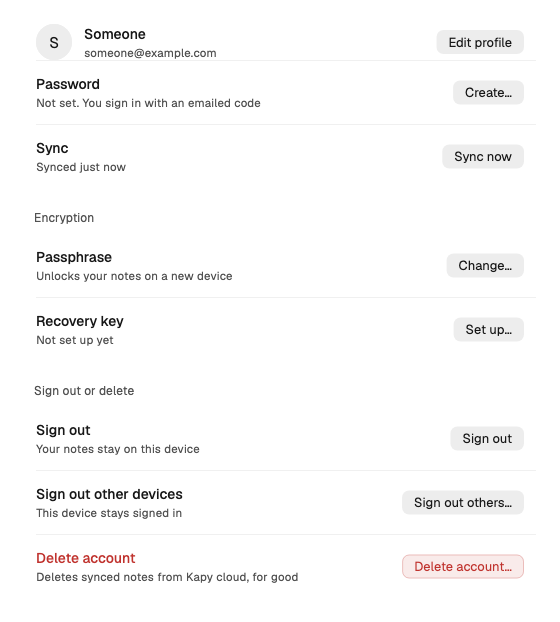 S
Someone
someone@example.com
Edit profile
Password
Not set. You sign in with an emailed code
Create…
Sync
Synced just now
Sync now
Encryption
Passphrase
Unlocks your notes on a new device
Change…
Recovery key
Not set up yet
Set up…
Sign out or delete
Sign out
Your notes stay on this device
Sign out
Sign out other devices
This device stays signed in
Sign out others…
Delete account
Deletes synced notes from Kapy cloud, for good
Delete account…